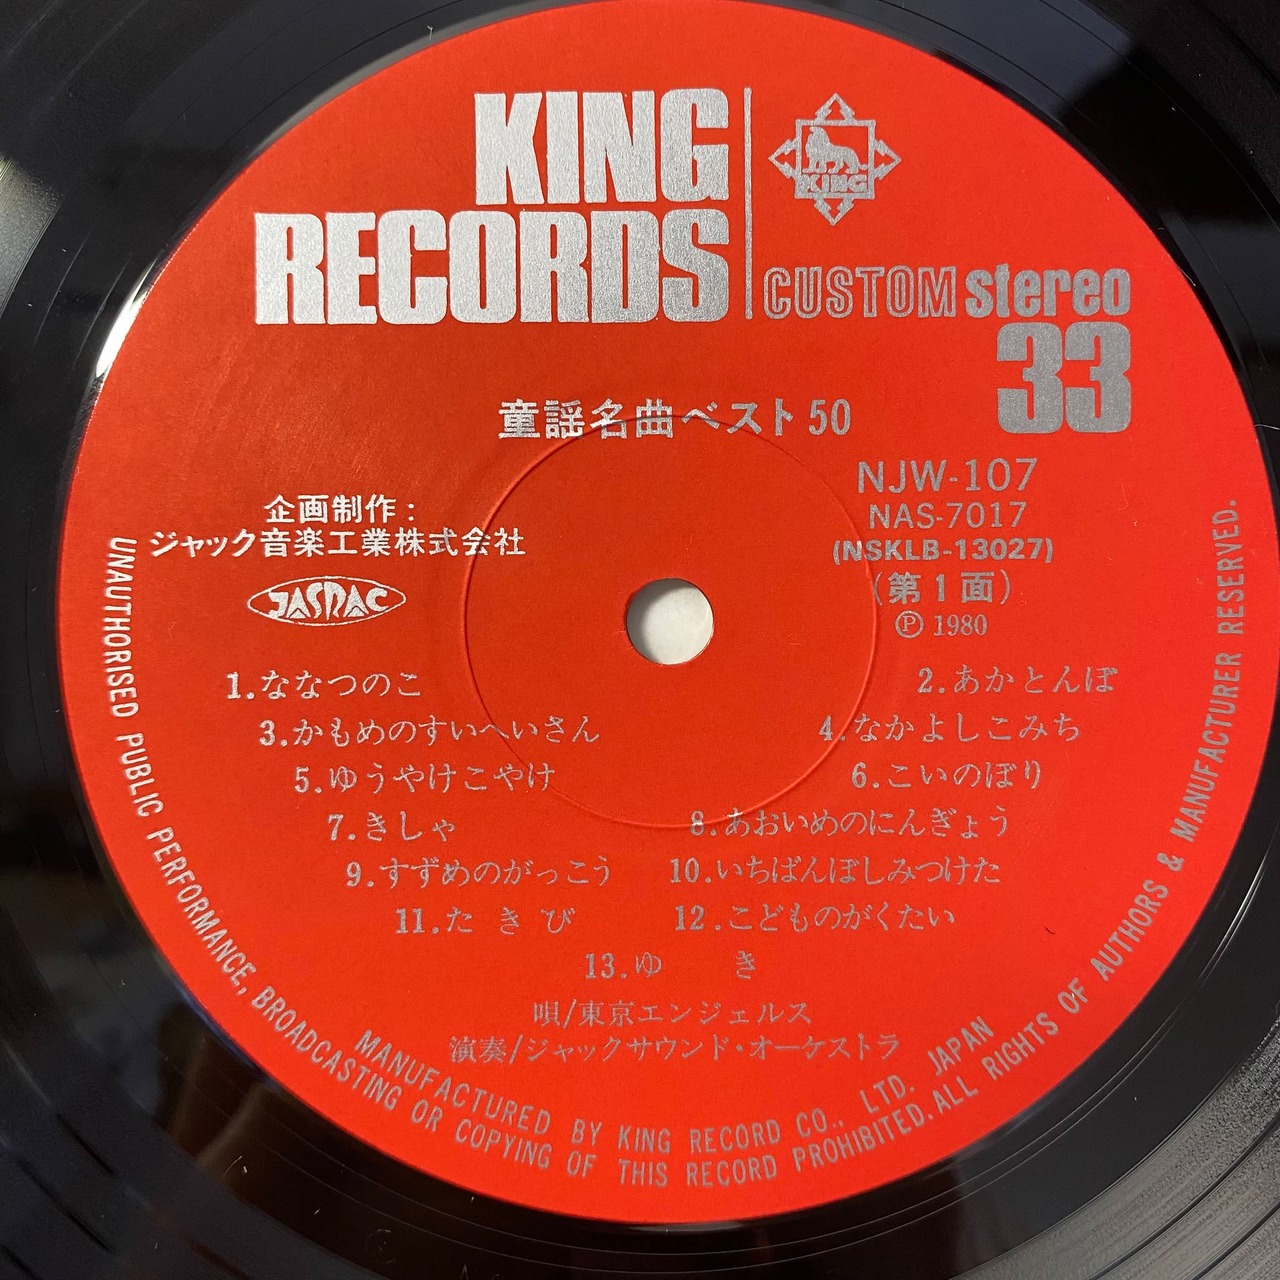 KING
RECORDS
KING
CUSTOM stereo
33
童謡名曲ベスト50
NJW-107
NAS-7017
(NSKLB-13027)
(第1面)
Ⓟ 1980
企画制作:
ジャック音楽工業株式会社
JASRAC
1.ななつのこ 2.あかとんぼ
3.かもめのすいへいさん 4.なかよしこみち
5.ゆうやけこやけ 6.こいのぼり
7.きしゃ 8.あおいめのにんぎょう
9.すずめのがっこう 10.いちばんぼしみつけた
11.たきび 12.こどものがくたい
13.ゆき
唄/東京エンジェルス
演奏/ジャックサウンド・オーケストラ
MANUFACTURED BY KING RECORD CO., LTD. JAPAN
UNAUTHORISED PUBLIC PERFORMANCE, BROADCASTING OR COPYING OF THIS RECORD PROHIBITED. ALL RIGHTS OF AUTHORS & MANUFACTURER RESERVED.